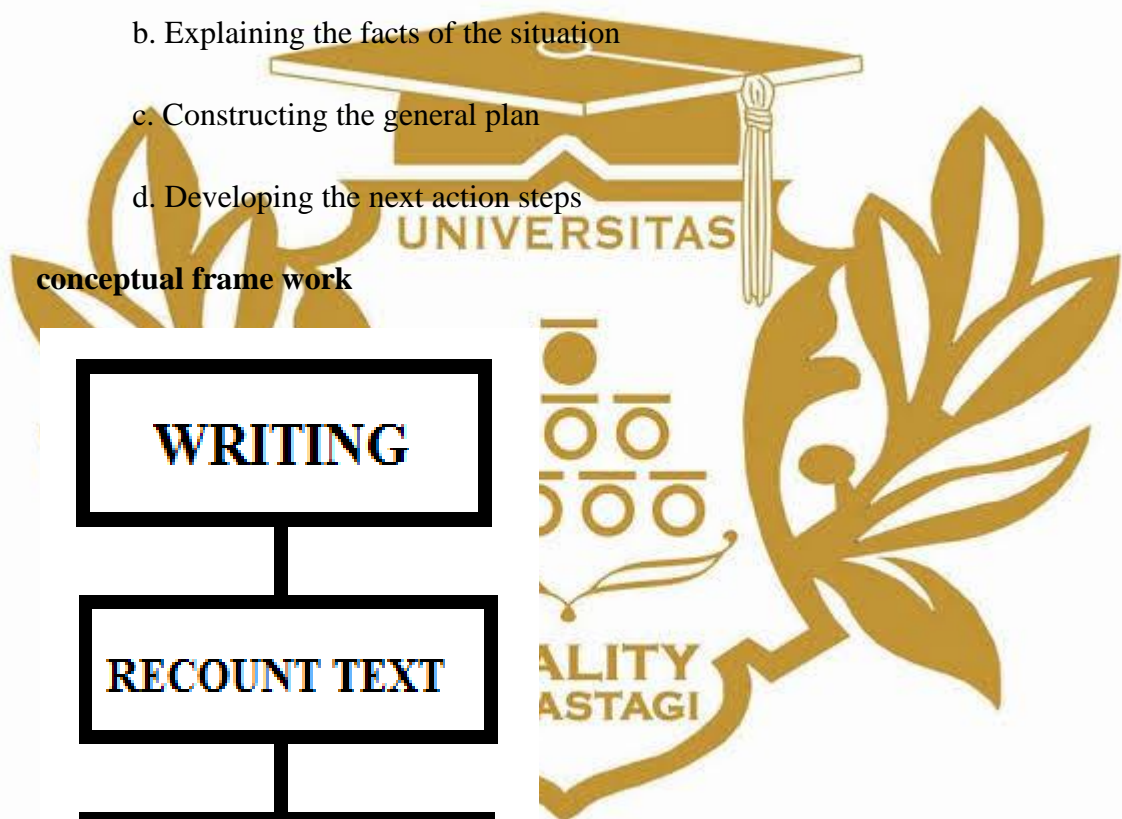 b. Explaining the facts of the situation
c. Constructing the general plan
d. Developing the next action steps
UNIVERSITAS
conceptual frame work
WRITING
RECOUNT TEXT
ALITY
ASTAGI